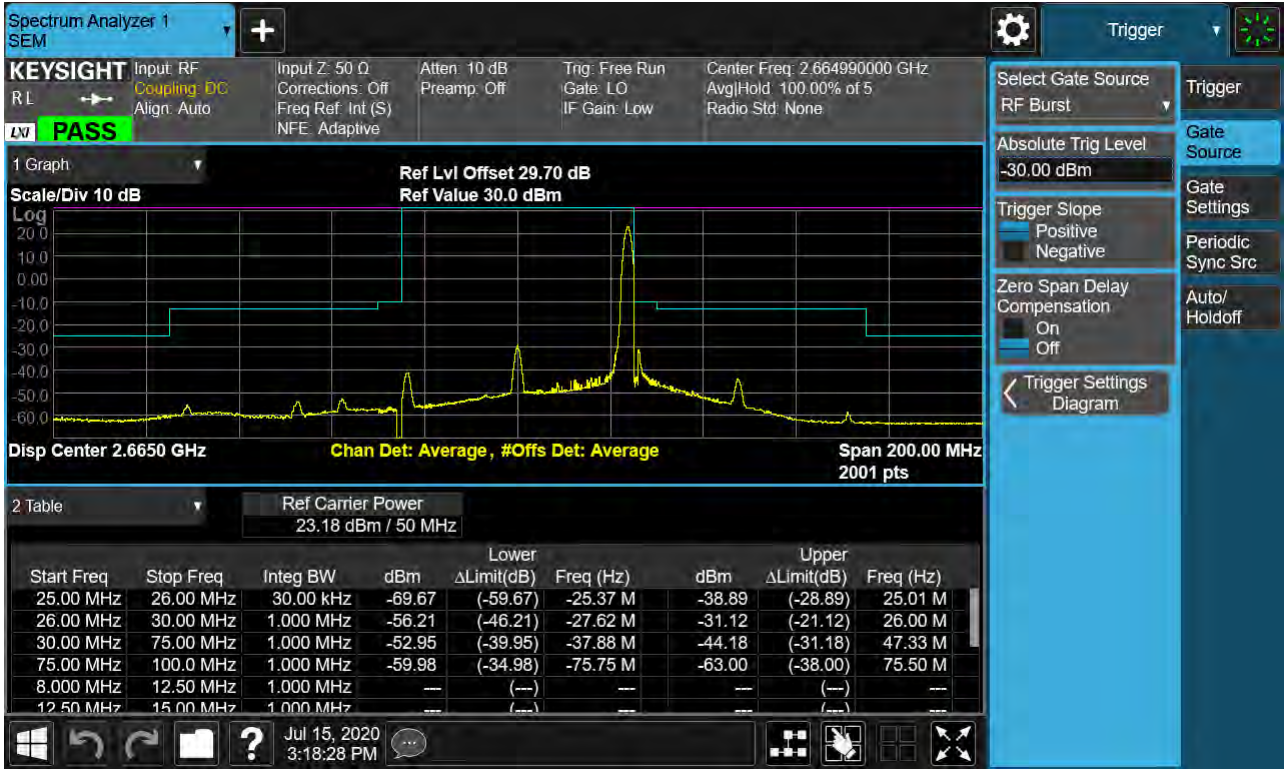 Spectrum Analyzer 1
SEM
Trigger
KEYSIGHT
R L
LXI
PASS
Input: RF
Coupling: DC
Align: Auto
Input Z: 50 Ω
Corrections: Off
Freq Ref: Int (S)
NFE: Adaptive
Atten: 10 dB
Preamp: Off
Trig: Free Run
Gate: LO
IF Gain: Low
Center Freq: 2.664990000 GHz
Avg|Hold: 100.00% of 5
Radio Std: None
1 Graph
Scale/Div 10 dB
Ref Lvl Offset 29.70 dB
Ref Value 30.0 dBm
Log
20.0
10.0
0.00
-10.0
-20.0
-30.0
-40.0
-50.0
-60.0
Disp Center 2.6650 GHz
Chan Det: Average, #Offs Det: Average
Span 200.00 MHz
2001 pts
2 Table
Ref Carrier Power
23.18 dBm / 50 MHz
Lower Upper
Start Freq Stop Freq Integ BW dBm ΔLimit(dB) Freq (Hz) dBm ΔLimit(dB) Freq (Hz)
25.00 MHz 26.00 MHz 30.00 kHz -69.67 (-59.67) -25.37 M -38.89 (-28.89) 25.01 M
26.00 MHz 30.00 MHz 1.000 MHz -56.21 (-46.21) -27.62 M -31.12 (-21.12) 26.00 M
30.00 MHz 75.00 MHz 1.000 MHz -52.95 (-39.95) -37.88 M -44.18 (-31.18) 47.33 M
75.00 MHz 100.0 MHz 1.000 MHz -59.98 (-34.98) -75.75 M -63.00 (-38.00) 75.50 M
8.000 MHz 12.50 MHz 1.000 MHz --- (---) --- --- (---) ---
12.50 MHz 15.00 MHz 1.000 MHz --- (---) --- --- (---) ---
Jul 15, 2020
3:18:28 PM
Select Gate Source
RF Burst
Absolute Trig Level
-30.00 dBm
Trigger Slope
Positive
Negative
Zero Span Delay
Compensation
On
Off
Trigger Settings
Diagram
Trigger
Gate
Source
Gate
Settings
Periodic
Sync Src
Auto/
Holdoff